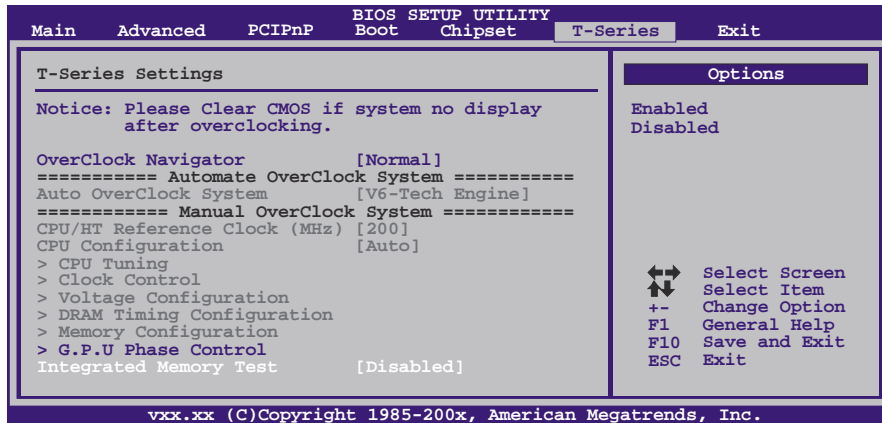 BIOS SETUP UTILITY
Main Advanced PCIPnP Boot Chipset T-Series Exit
T-Series Settings
Notice: Please Clear CMOS if system no display
after overclocking.
OverClock Navigator [Normal]
=========== Automate OverClock System ===========
Auto OverClock System [V6-Tech Engine]
============ Manual OverClock System ============
CPU/HT Reference Clock (MHz) [200]
CPU Configuration [Auto]
> CPU Tuning
> Clock Control
> Voltage Configuration
> DRAM Timing Configuration
> Memory Configuration
> G.P.U Phase Control
Integrated Memory Test [Disabled]
Options
Enabled
Disabled
Select Screen
Select Item
+- Change Option
F1 General Help
F10 Save and Exit
ESC Exit
vxx.xx (C)Copyright 1985-200x, American Megatrends, Inc.